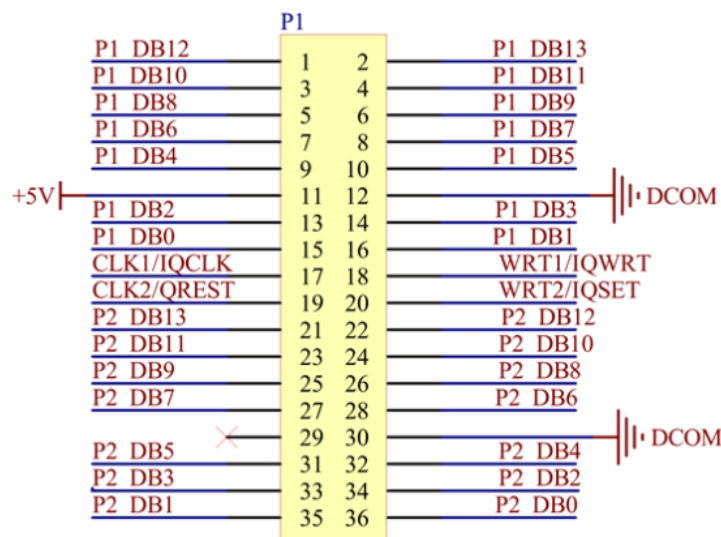 P1
P1 DB12 1 2 P1 DB13
P1 DB10 3 4 P1 DB11
P1 DB8 5 6 P1 DB9
P1 DB6 7 8 P1 DB7
P1 DB4 9 10 P1 DB5
+5V 11 12 DCOM
P1 DB2 13 14 P1 DB3
P1 DB0 15 16 P1 DB1
CLK1/IQCLK 17 18 WRT1/IQWRT
CLK2/QREST 19 20 WRT2/IQSET
P2 DB13 21 22 P2 DB12
P2 DB11 23 24 P2 DB10
P2 DB9 25 26 P2 DB8
P2 DB7 27 28 P2 DB6
29 30 DCOM
P2 DB5 31 32 P2 DB4
P2 DB3 33 34 P2 DB2
P2 DB1 35 36 P2 DB0